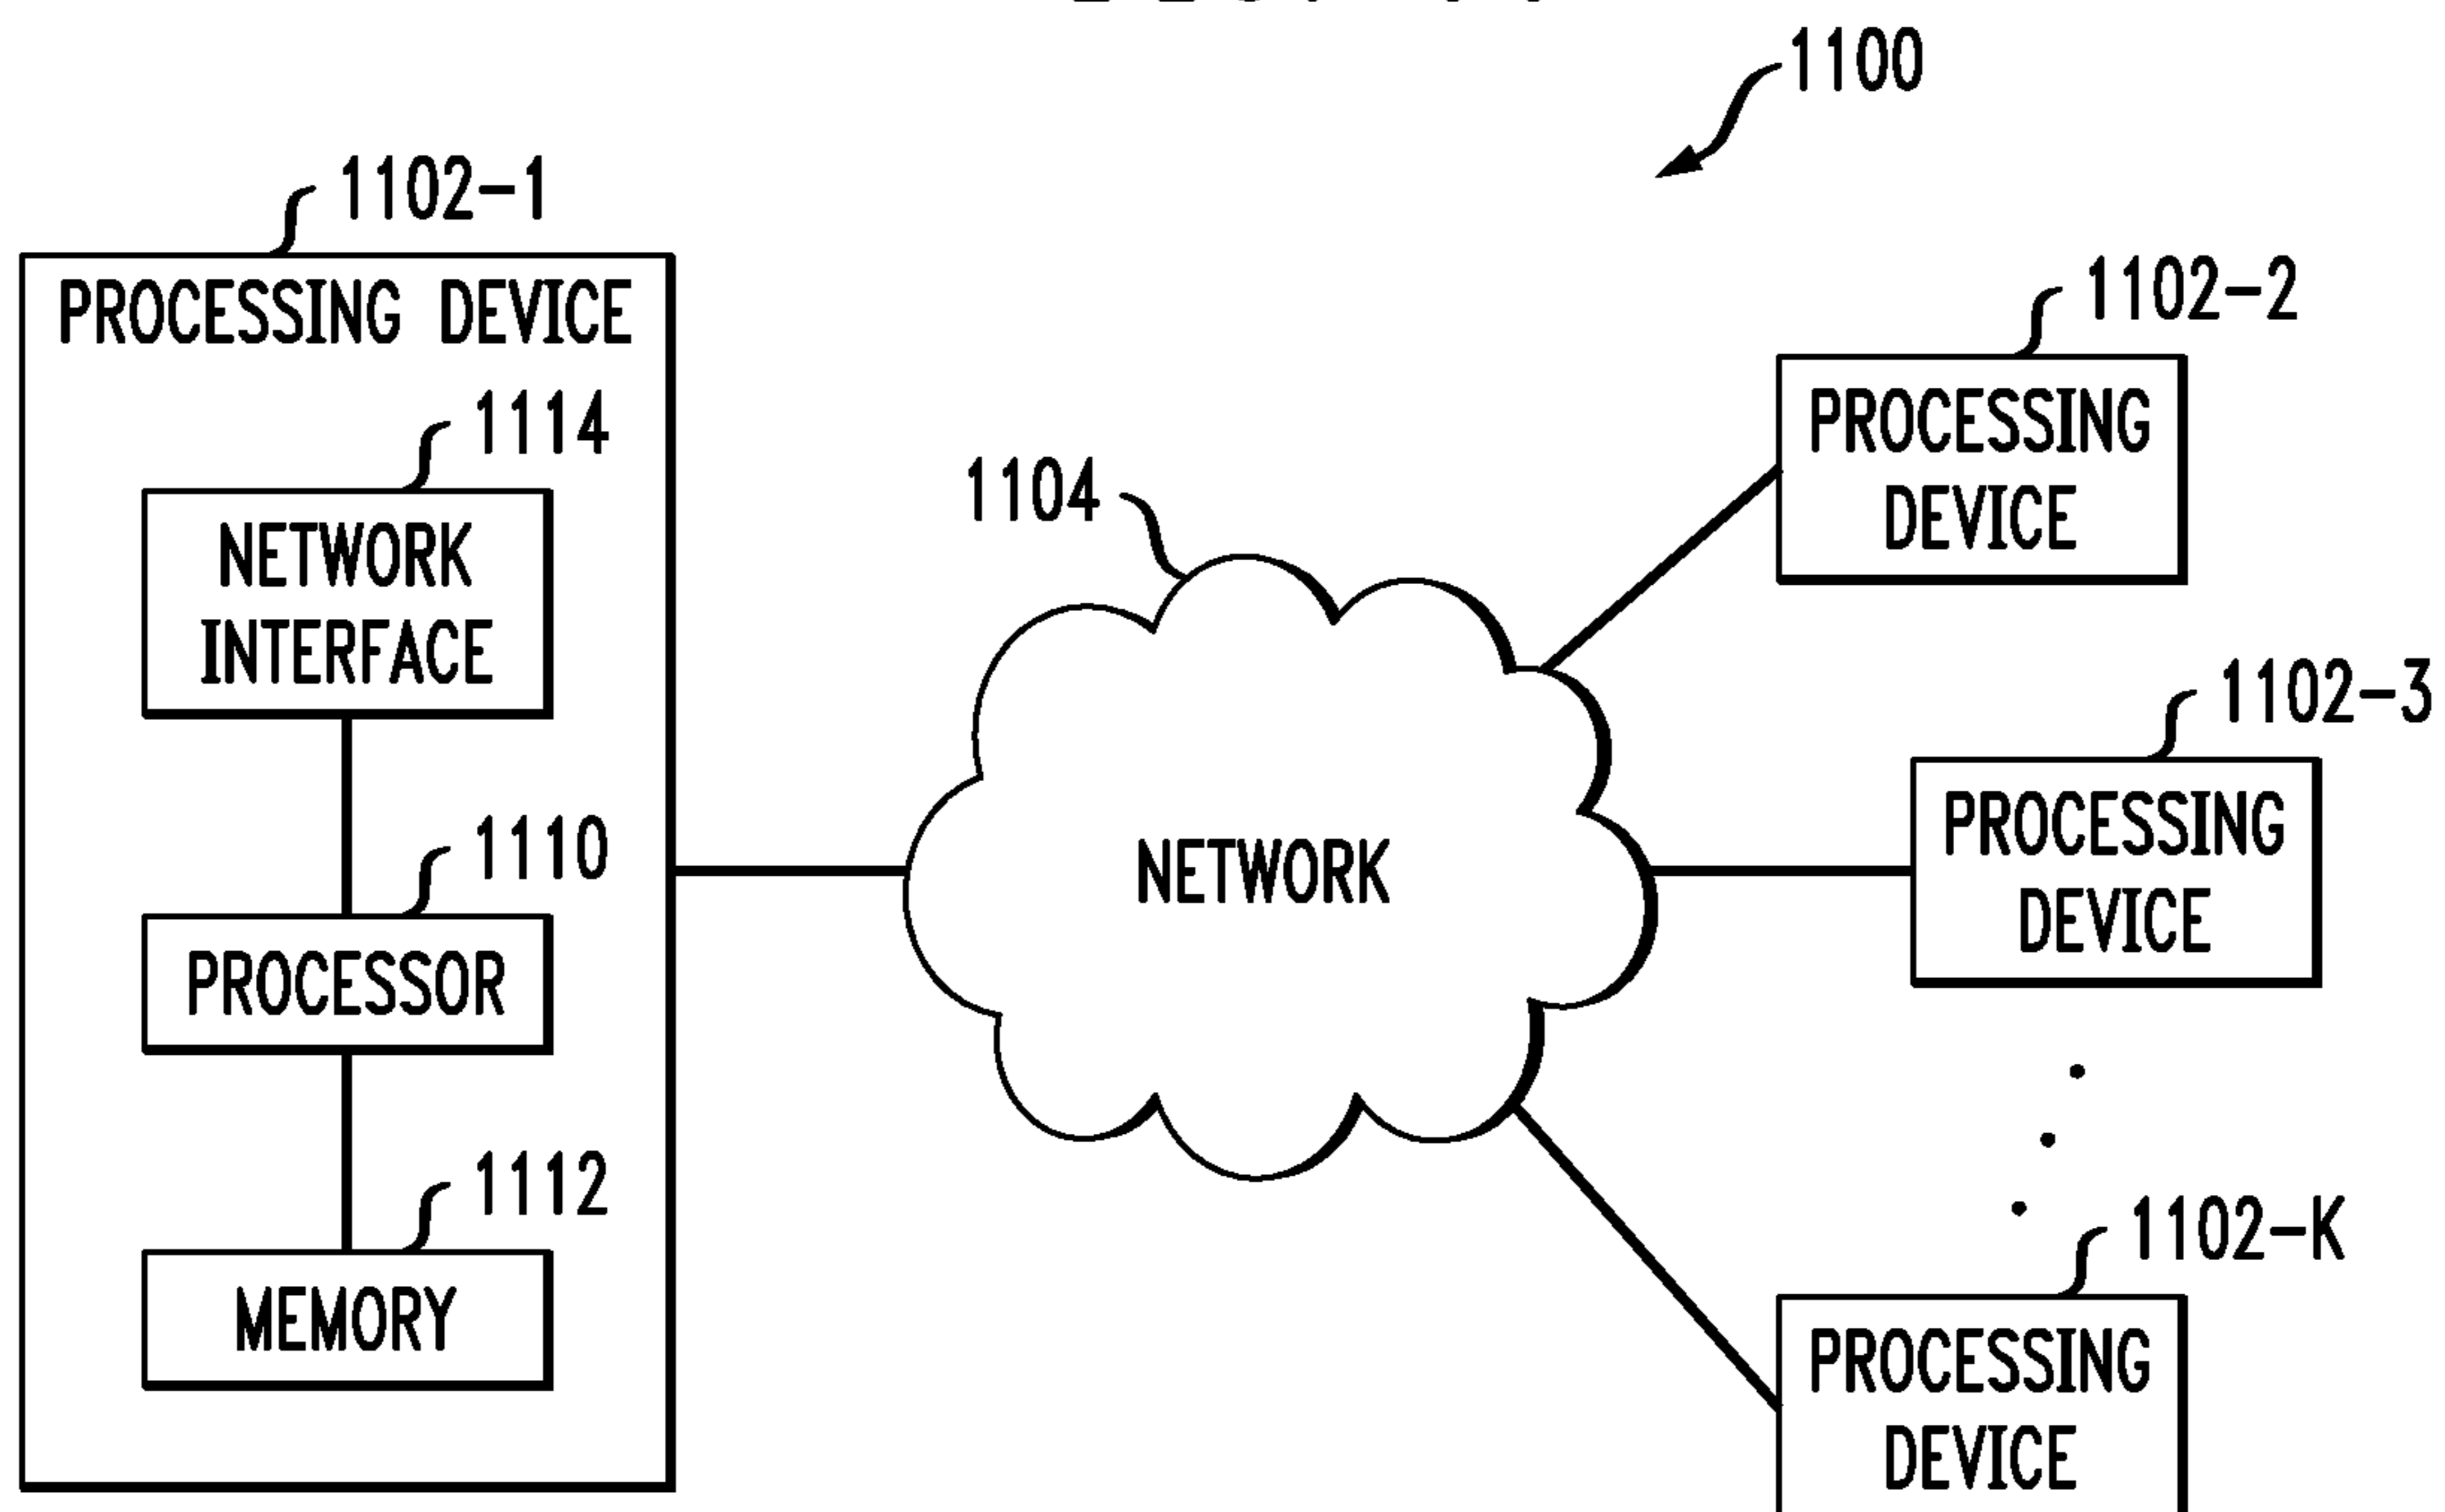 1100
1102-1
PROCESSING DEVICE
1114
NETWORK
INTERFACE
1110
PROCESSOR
1112
MEMORY
1104
NETWORK
1102-2
PROCESSING
DEVICE
1102-3
PROCESSING
DEVICE
1102-K
PROCESSING
DEVICE